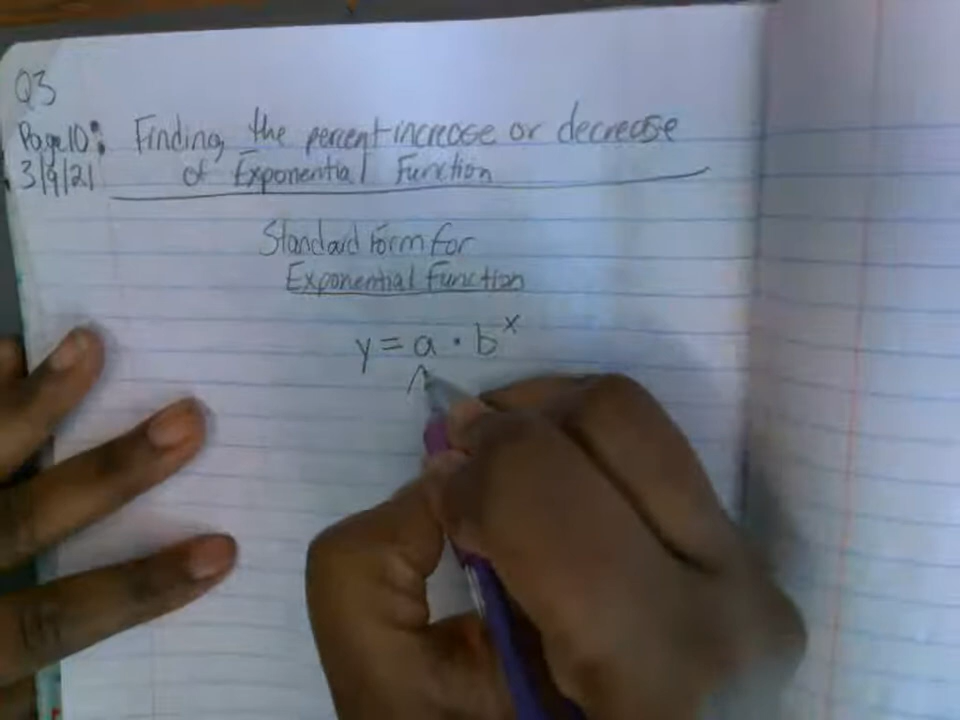 Q3
Page 10: Finding the percent increase or decrease
3/9/21 of Exponential Function
Standard Form for
Exponential Function
y = a · b^x